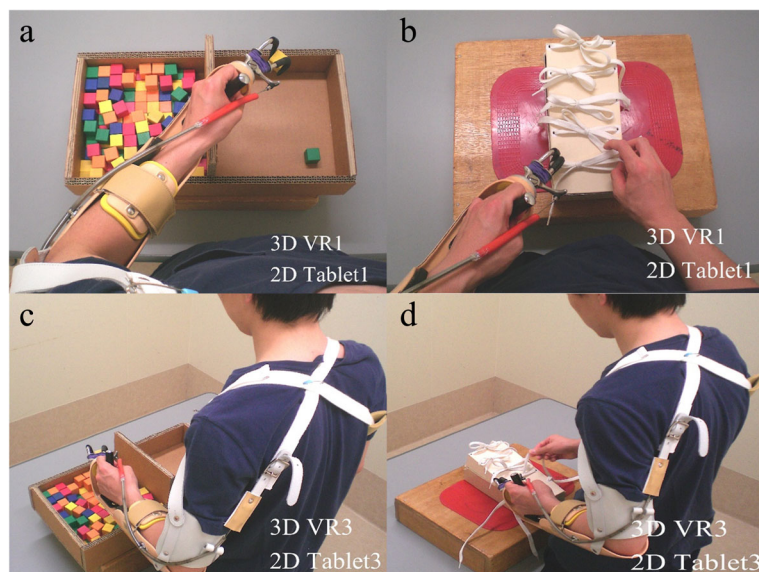 a
b
3D VR1
2D Tablet1
3D VR1
2D Tablet1
c
d
3D VR3
2D Tablet3
3D VR3
2D Tablet3